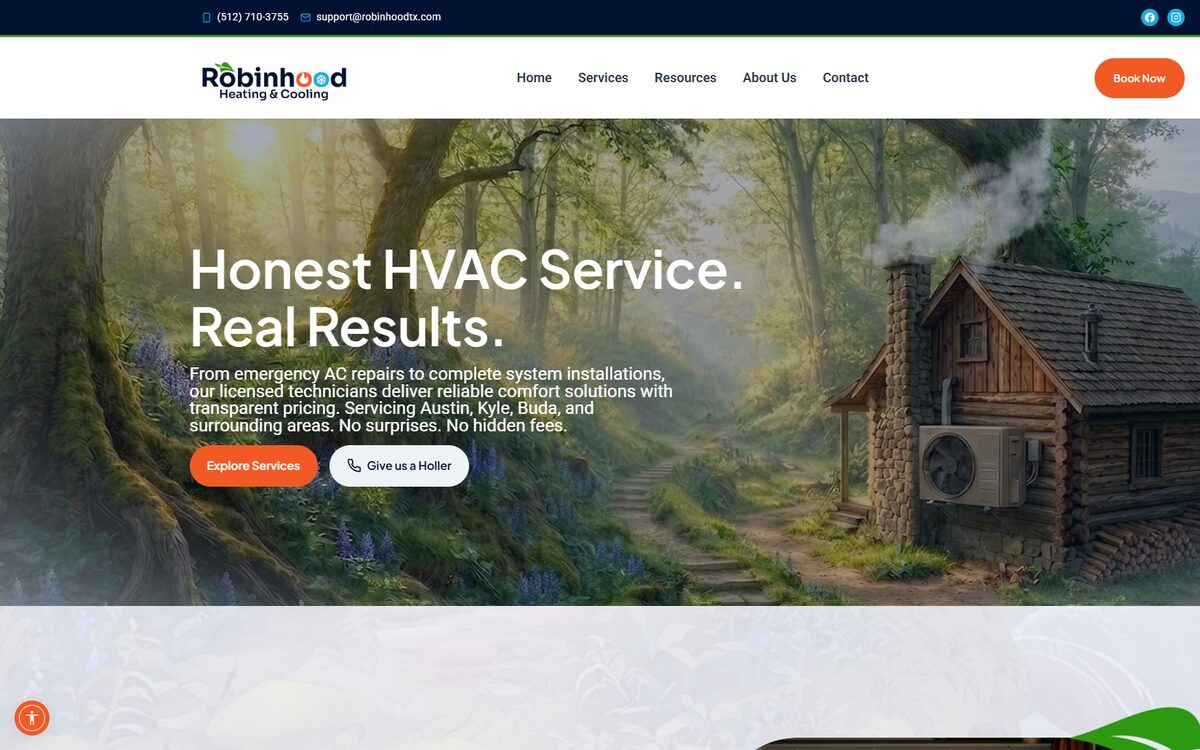 (512) 710-3755 support@robinhoodtx.com
Robinhood
Heating & Cooling
Home Services Resources About Us Contact
Book Now
Honest HVAC Service.
Real Results.
From emergency AC repairs to complete system installations,
our licensed technicians deliver reliable comfort solutions with
transparent pricing. Servicing Austin, Kyle, Buda, and
surrounding areas. No surprises. No hidden fees.
Explore Services Give us a Holler